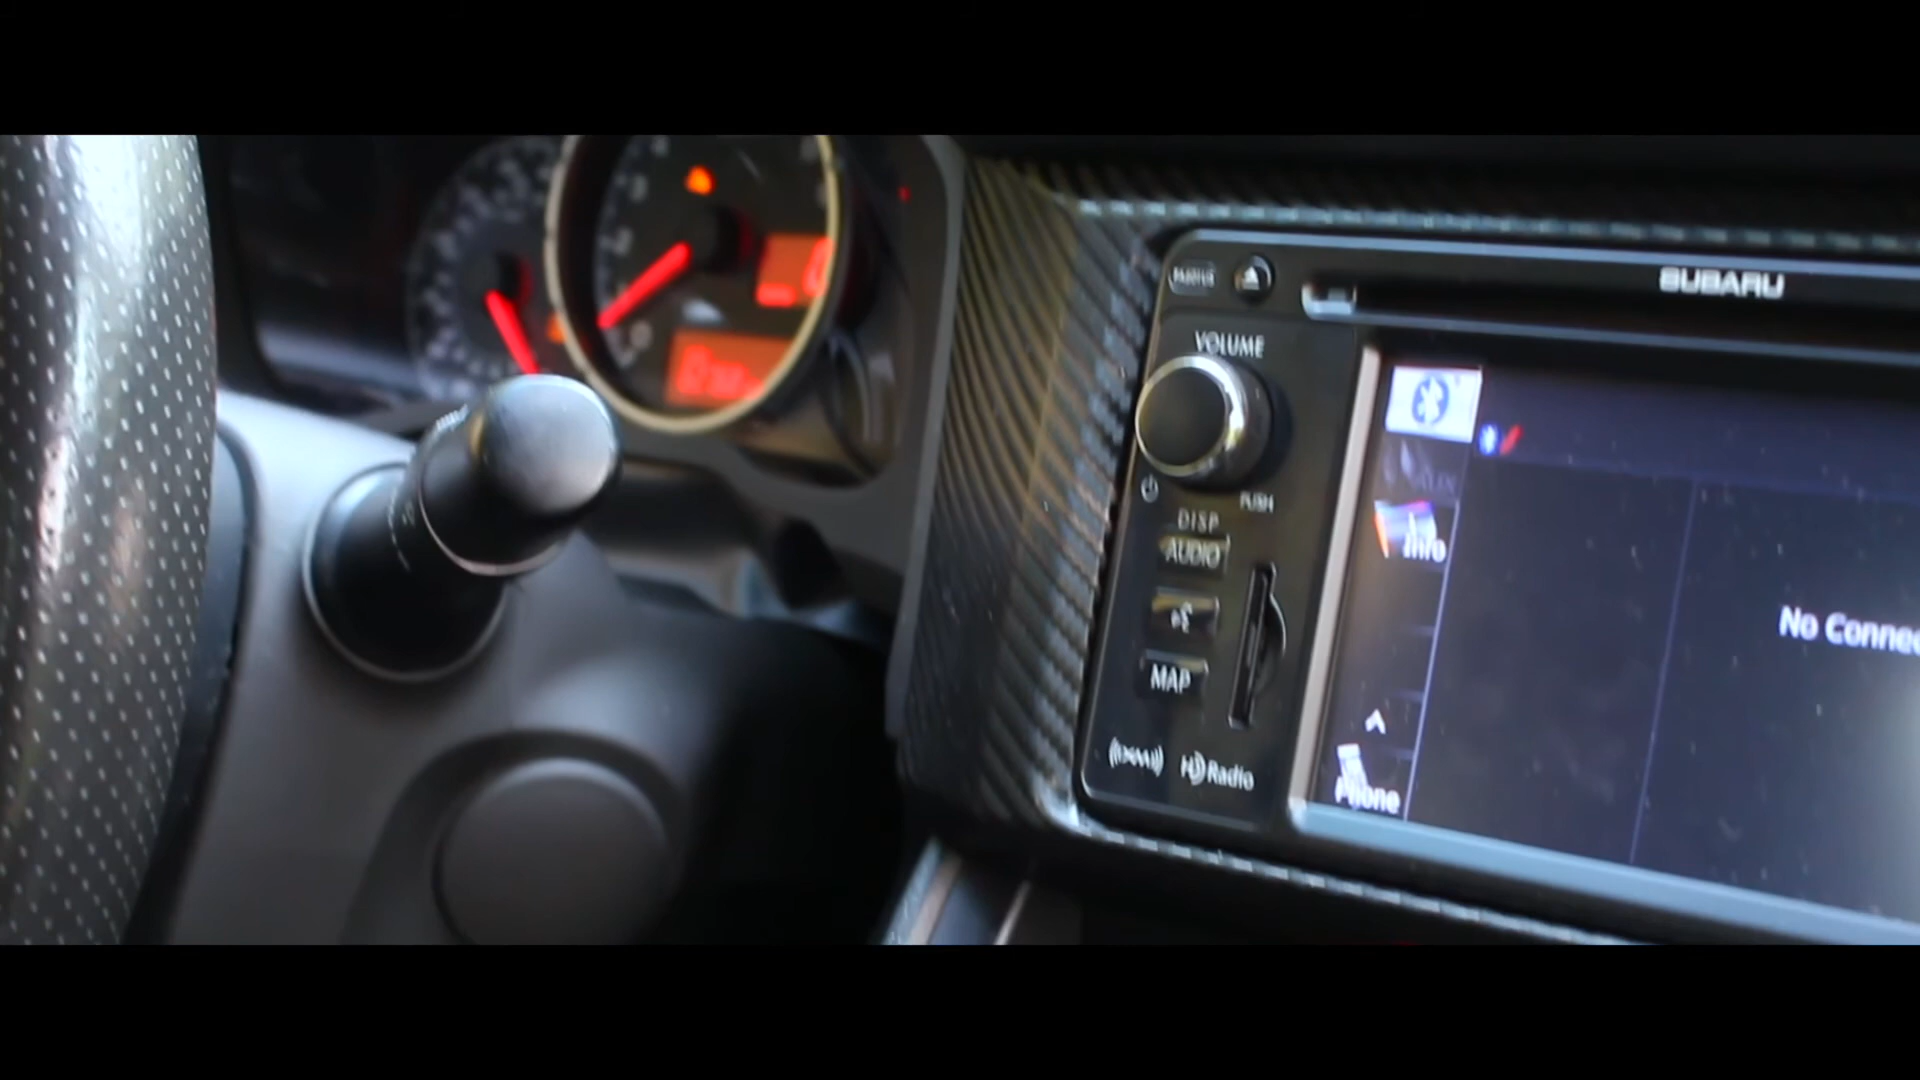 SUBARU
VOLUME
PUSH
DISP
AUDIO
MAP
HD Radio
Info
Phone
No Connec